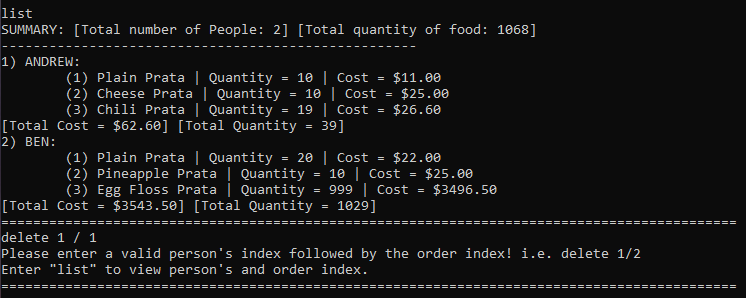 list
SUMMARY: [Total number of People: 2] [Total quantity of food: 1068]
----------------------------------------------------
1) ANDREW:
(1) Plain Prata | Quantity = 10 | Cost = $11.00
(2) Cheese Prata | Quantity = 10 | Cost = $25.00
(3) Chili Prata | Quantity = 19 | Cost = $26.60
[Total Cost = $62.60] [Total Quantity = 39]
2) BEN:
(1) Plain Prata | Quantity = 20 | Cost = $22.00
(2) Pineapple Prata | Quantity = 10 | Cost = $25.00
(3) Egg Floss Prata | Quantity = 999 | Cost = $3496.50
[Total Cost = $3543.50] [Total Quantity = 1029]
============================================================================================
delete 1 / 1
Please enter a valid person's index followed by the order index! i.e. delete 1/2
Enter "list" to view person's and order index.
============================================================================================